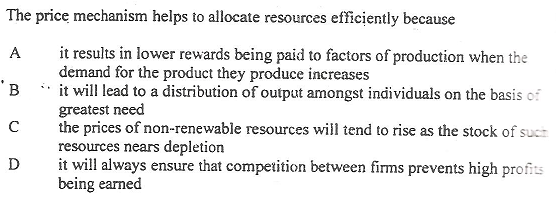 The price mechanism helps to allocate resources efficiently because
A it results in lower rewards being paid to factors of production when the
demand for the product they produce increases
B it will lead to a distribution of output amongst individuals on the basis of
greatest need
C the prices of non-renewable resources will tend to rise as the stock of such
resources nears depletion
D it will always ensure that competition between firms prevents high profits
being earned